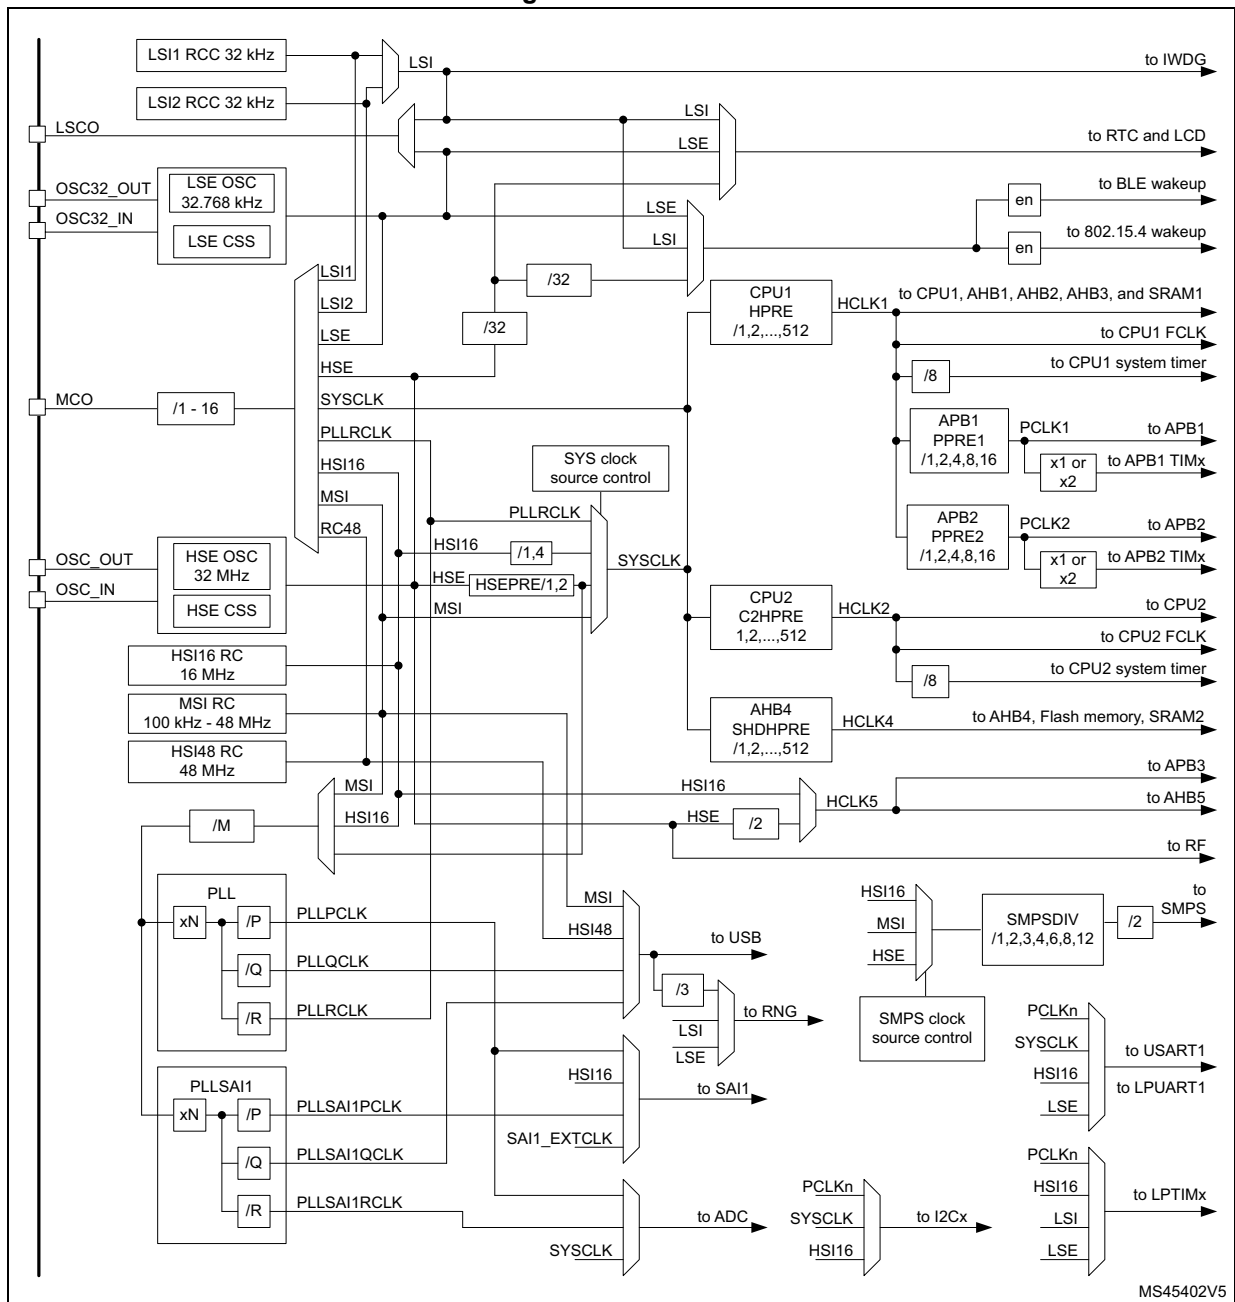 LSI1 RCC 32 kHz
LSI
to IWDG
LSI2 RCC 32 kHz
LSCO
LSI
LSE
to RTC and LCD
OSC32_OUT
OSC32_IN
LSE OSC
32.768 kHz
LSE CSS
LSE
LSI
en
to BLE wakeup
en
to 802.15.4 wakeup
LSI1
LSI2
LSE
HSE
SYSCLK
PLLRCLK
HSI16
MSI
RC48
/32
/32
MCO
/1 - 16
CPU1
HPRE
/1,2,...,512
HCLK1
to CPU1, AHB1, AHB2, AHB3, and SRAM1
to CPU1 FCLK
/8
to CPU1 system timer
APB1
PPRE1
/1,2,4,8,16
PCLK1
to APB1
x1 or
x2
to APB1 TIMx
APB2
PPRE2
/1,2,4,8,16
PCLK2
to APB2
x1 or
x2
to APB2 TIMx
SYS clock
source control
PLLRCLK
HSI16
/1,4
HSE
HSEPRE/1,2
MSI
SYSCLK
OSC_OUT
OSC_IN
HSE OSC
32 MHz
HSE CSS
CPU2
C2HPRE
1,2,...,512
HCLK2
to CPU2
to CPU2 FCLK
/8
to CPU2 system timer
HSI16 RC
16 MHz
MSI RC
100 kHz - 48 MHz
HSI48 RC
48 MHz
AHB4
SHDHPRE
/1,2,...,512
HCLK4
to AHB4, Flash memory, SRAM2
MSI
HSI16
/M
HSI16
HSE
/2
HCLK5
to APB3
to AHB5
to RF
PLL
xN
/P
PLLPCLK
/Q
PLLQCLK
/R
PLLRCLK
MSI
HSI48
to USB
/3
LSI
LSE
to RNG
HSI16
MSI
HSE
SMPSDIV
/1,2,3,4,6,8,12
/2
to
SMPS
SMPS clock
source control
PLLSAI1
xN
/P
PLLSAI1PCLK
/Q
PLLSAI1QCLK
/R
PLLSAI1RCLK
HSI16
SAI1_EXTCLK
to SAI1
SYSCLK
to ADC
PCLKn
SYSCLK
HSI16
to I2Cx
PCLKn
SYSCLK
HSI16
LSE
to USART1
to LPUART1
PCLKn
HSI16
LSI
LSE
to LPTIMx
MS45402V5